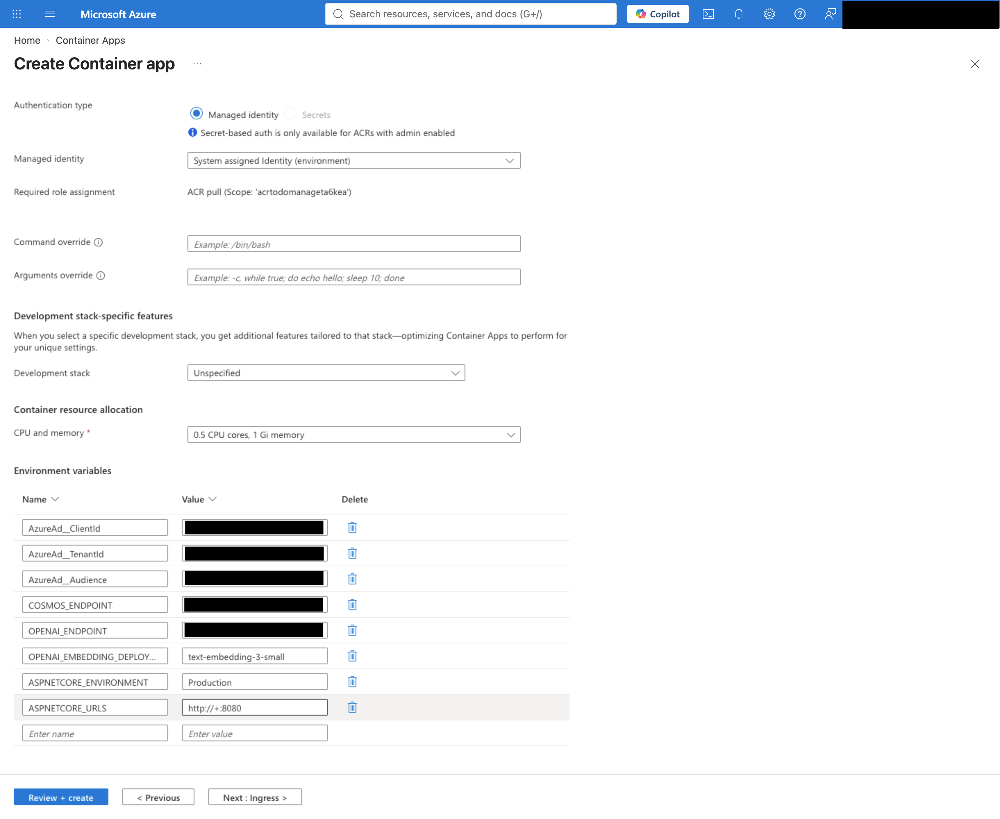 Microsoft Azure
Search resources, services, and docs (G+/)
Copilot
Home > Container Apps
Create Container app ...
Authentication type
Managed identity Secrets
Secret-based auth is only available for ACRs with admin enabled
Managed identity
System assigned Identity (environment)
Required role assignment
ACR pull (Scope: 'acrtodomanageta6kea')
Command override
Example: /bin/bash
Arguments override
Example: -c, while true; do echo hello; sleep 10; done
Development stack-specific features
When you select a specific development stack, you get additional features tailored to that stack—optimizing Container Apps to perform for
your unique settings.
Development stack
Unspecified
Container resource allocation
CPU and memory *
0.5 CPU cores, 1 Gi memory
Environment variables
Name Value Delete
AzureAd__ClientId
AzureAd__TenantId
AzureAd__Audience
COSMOS_ENDPOINT
OPENAI_ENDPOINT
OPENAI_EMBEDDING_DEPLOY... text-embedding-3-small
ASPNETCORE_ENVIRONMENT Production
ASPNETCORE_URLS http://+:8080
Enter name Enter value
Review + create < Previous Next : Ingress >